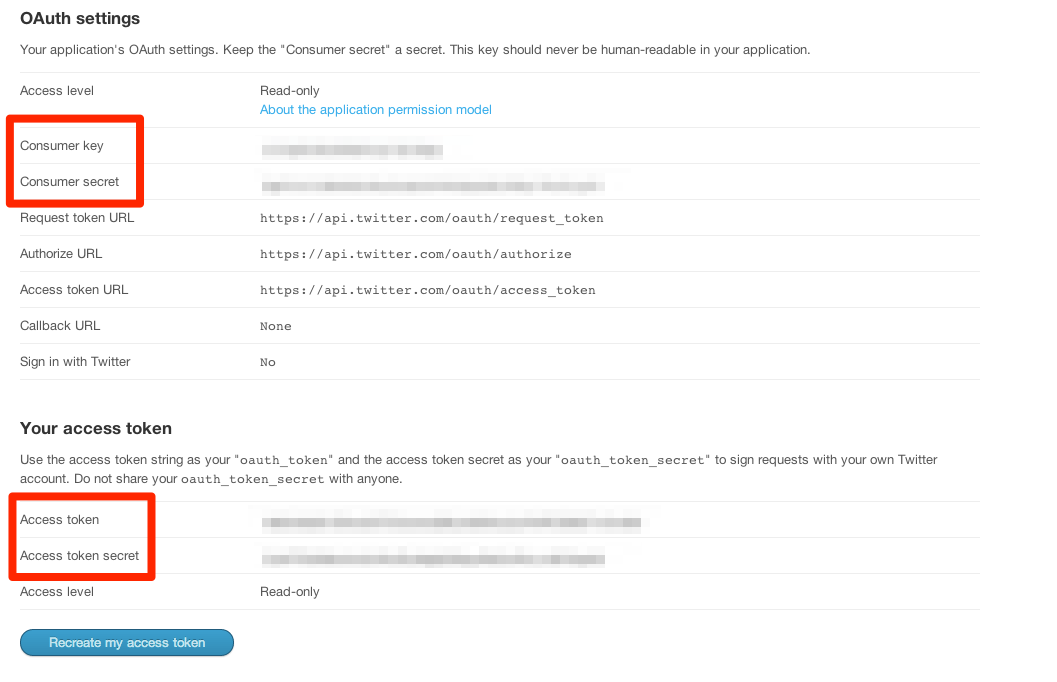 OAuth settings
Your application's OAuth settings. Keep the "Consumer secret" a secret. This key should never be human-readable in your application.
Access level Read-only
About the application permission model
Consumer key
Consumer secret
Request token URL https://api.twitter.com/oauth/request_token
Authorize URL https://api.twitter.com/oauth/authorize
Access token URL https://api.twitter.com/oauth/access_token
Callback URL None
Sign in with Twitter No
Your access token
Use the access token string as your "oauth_token" and the access token secret as your "oauth_token_secret" to sign requests with your own Twitter
account. Do not share your oauth_token_secret with anyone.
Access token
Access token secret
Access level Read-only
Recreate my access token